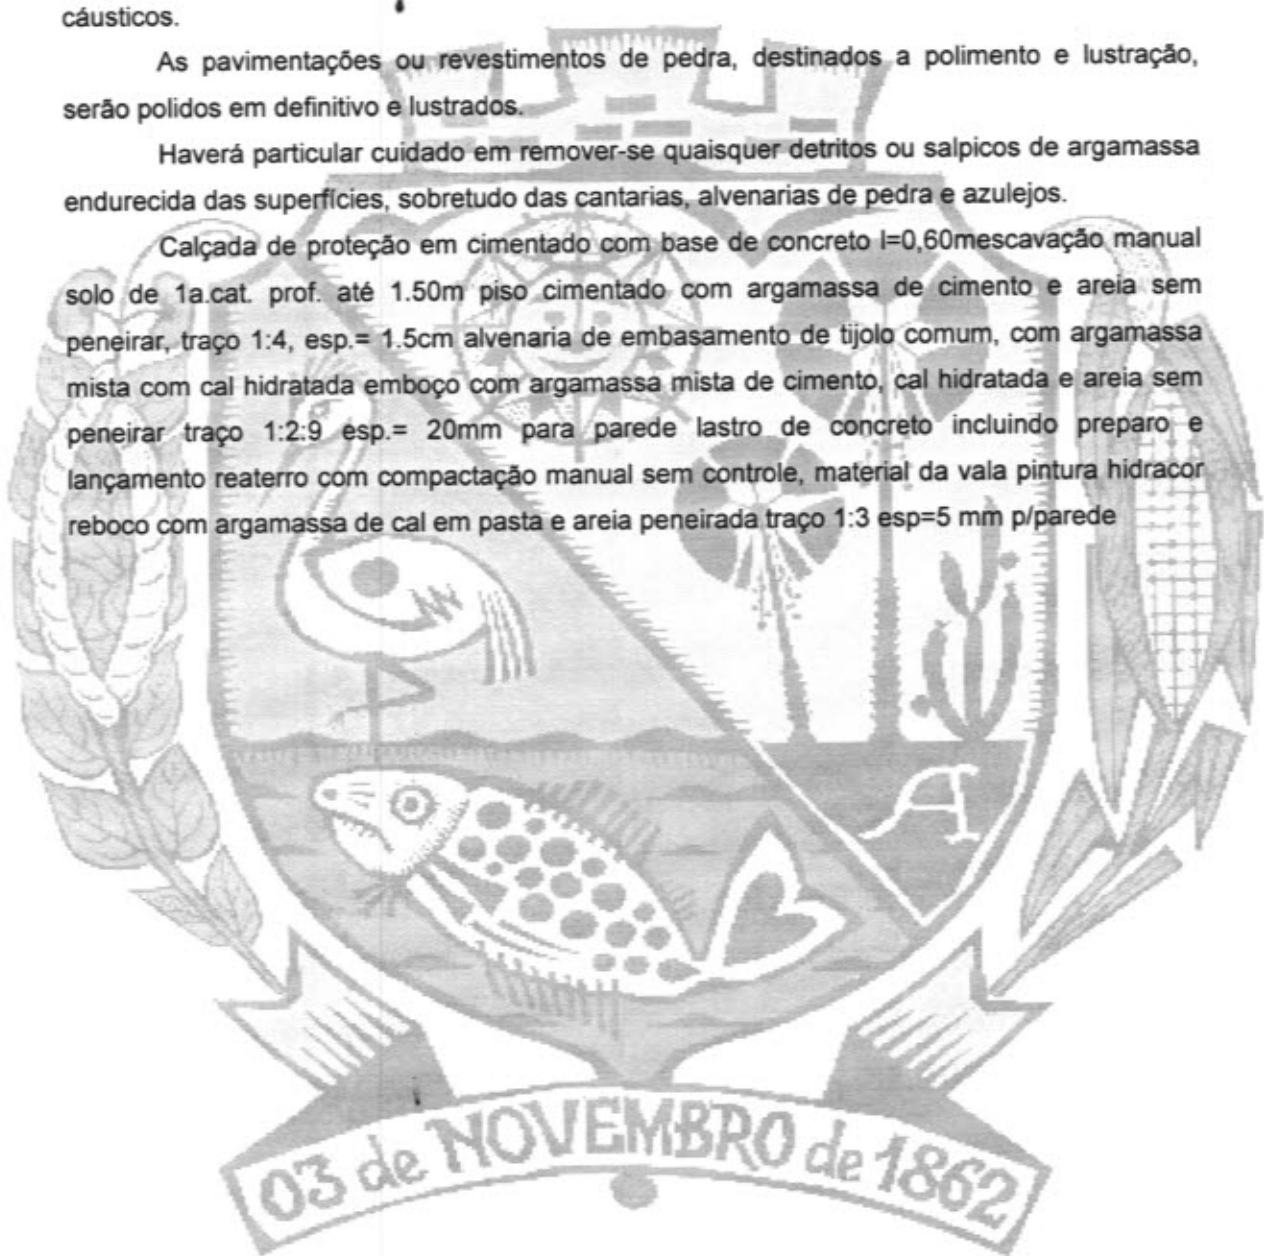 cáusticos.
As pavimentações ou revestimentos de pedra, destinados a polimento e lustração,
serão polidos em definitivo e lustrados.
Haverá particular cuidado em remover-se quaisquer detritos ou salpicos de argamassa
endurecida das superfícies, sobretudo das cantarias, alvenarias de pedra e azulejos.
Calçada de proteção em cimentado com base de concreto l=0,60mescavação manual
solo de 1a.cat. prof. até 1.50m piso cimentado com argamassa de cimento e areia sem
peneirar, traço 1:4, esp.= 1.5cm alvenaria de embasamento de tijolo comum, com argamassa
mista com cal hidratada emboço com argamassa mista de cimento, cal hidratada e areia sem
peneirar traço 1:2:9 esp.= 20mm para parede lastro de concreto incluindo preparo e
lançamento reaterro com compactação manual sem controle, material da vala pintura hidracor
reboco com argamassa de cal em pasta e areia peneirada traço 1:3 esp=5 mm p/parede
03 de NOVEMBRO de 1862